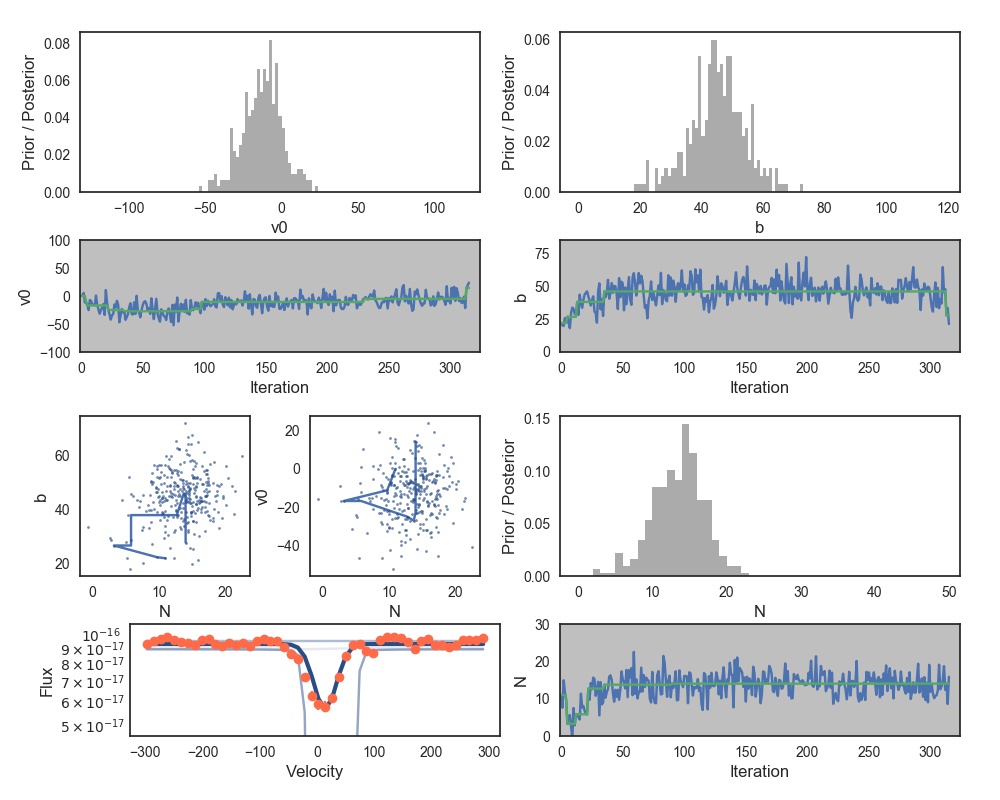 Prior / Posterior
0.08
0.06
0.04
0.02
0.00
−100 −50 0 50 100
v0
Prior / Posterior
0.06
0.04
0.02
0.00
0 20 40 60 80 100 120
b
v0
100
50
0
−50
−100
0 50 100 150 200 250 300
Iteration
b
75
50
25
0
0 50 100 150 200 250 300
Iteration
b
60
40
20
0 10 20
N
v0
20
0
−20
−40
0 10 20
N
Prior / Posterior
0.15
0.10
0.05
0.00
0 10 20 30 40 50
N
Flux
10⁻¹⁶
9 × 10⁻¹⁷
8 × 10⁻¹⁷
7 × 10⁻¹⁷
6 × 10⁻¹⁷
5 × 10⁻¹⁷
−300 −200 −100 0 100 200 300
Velocity
N
30
20
10
0
0 50 100 150 200 250 300
Iteration